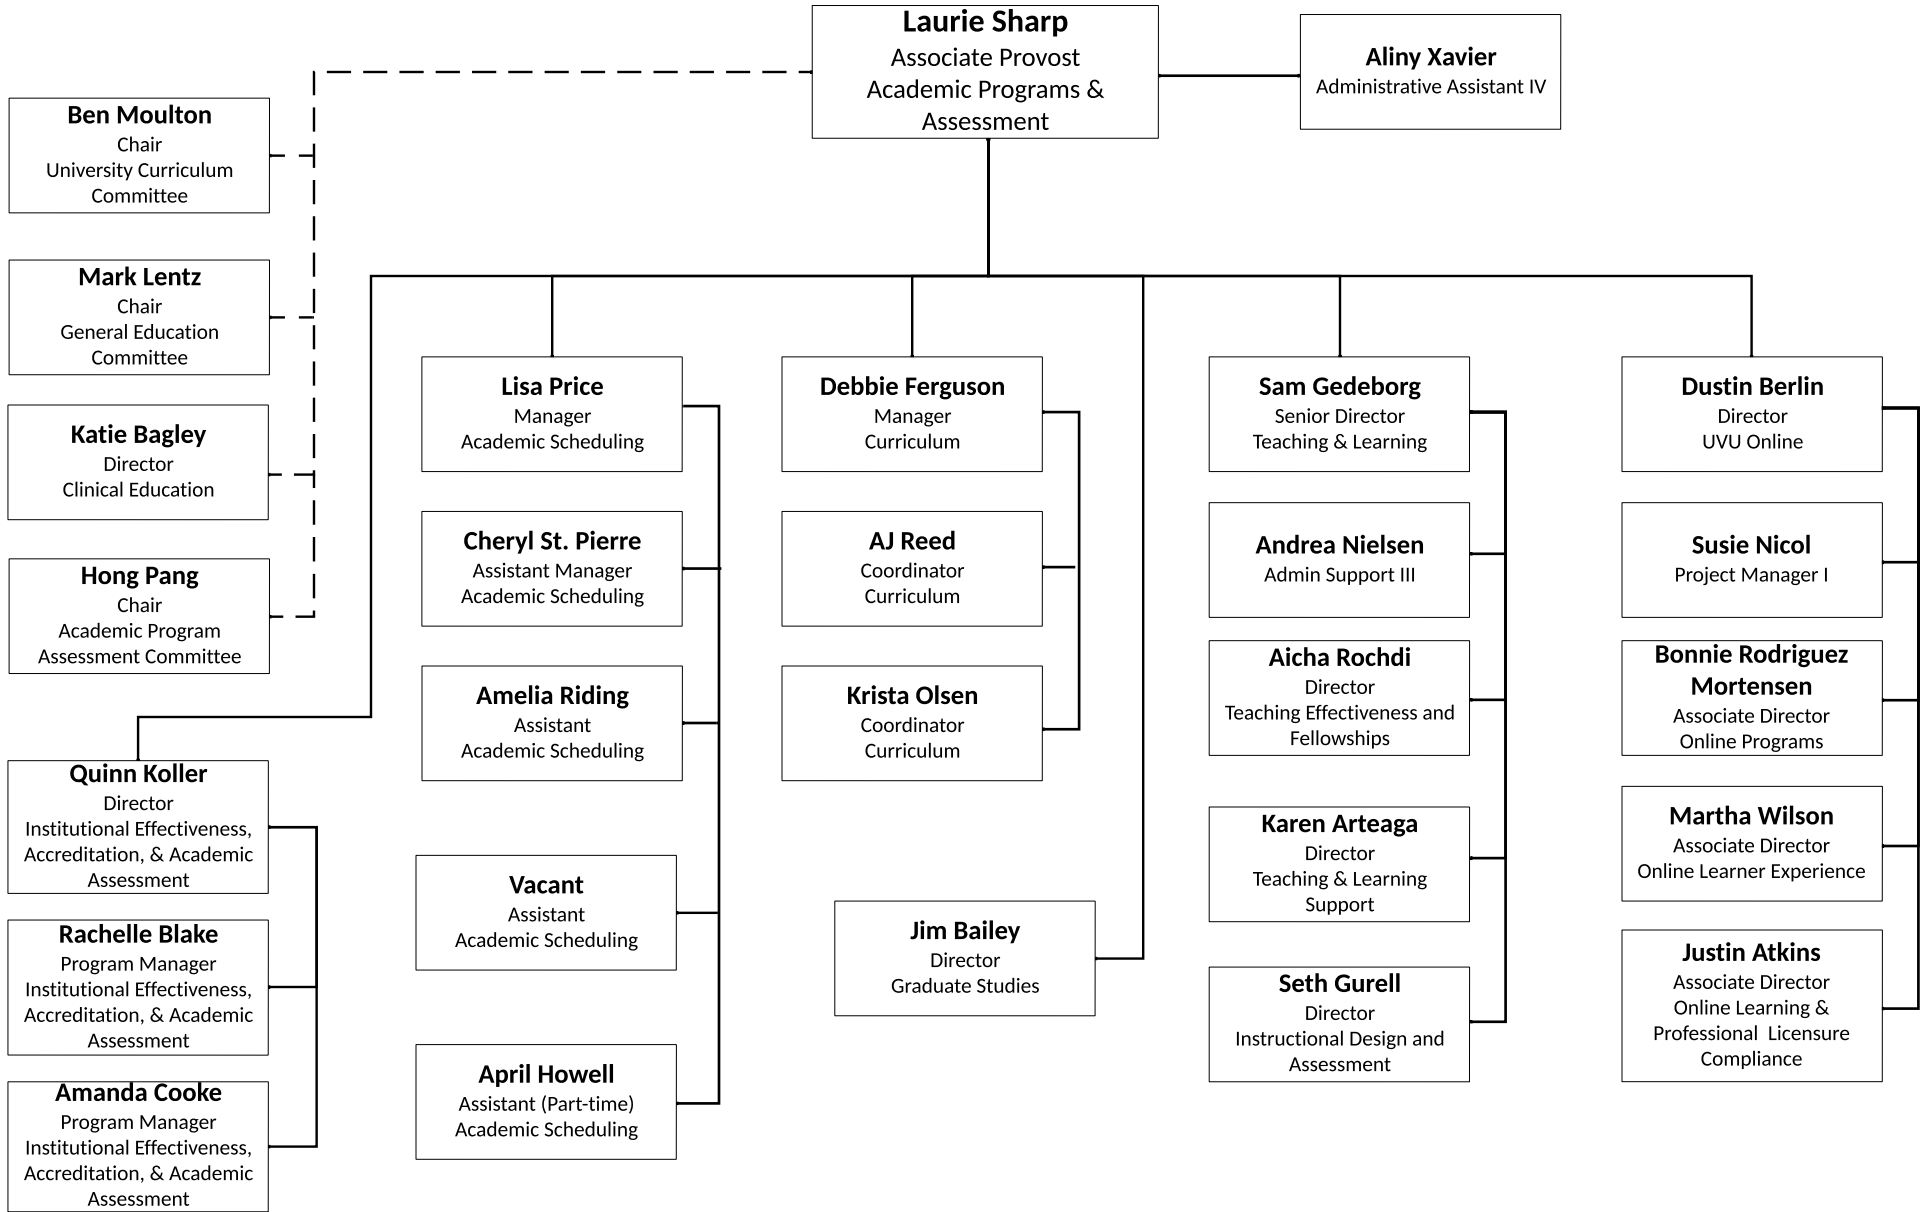 Laurie Sharp
Associate Provost
Academic Programs &
Assessment
Aliny Xavier
Administrative Assistant IV
Ben Moulton
Chair
University Curriculum
Committee
Mark Lentz
Chair
General Education
Committee
Katie Bagley
Director
Clinical Education
Hong Pang
Chair
Academic Program
Assessment Committee
Quinn Koller
Director
Institutional Effectiveness,
Accreditation, & Academic
Assessment
Rachelle Blake
Program Manager
Institutional Effectiveness,
Accreditation, & Academic
Assessment
Amanda Cooke
Program Manager
Institutional Effectiveness,
Accreditation, & Academic
Assessment
Lisa Price
Manager
Academic Scheduling
Cheryl St. Pierre
Assistant Manager
Academic Scheduling
Amelia Riding
Assistant
Academic Scheduling
Vacant
Assistant
Academic Scheduling
April Howell
Assistant (Part-time)
Academic Scheduling
Debbie Ferguson
Manager
Curriculum
AJ Reed
Coordinator
Curriculum
Krista Olsen
Coordinator
Curriculum
Jim Bailey
Director
Graduate Studies
Sam Gedeborg
Senior Director
Teaching & Learning
Andrea Nielsen
Admin Support III
Aicha Rochdi
Director
Teaching Effectiveness and
Fellowships
Karen Arteaga
Director
Teaching & Learning
Support
Seth Gurell
Director
Instructional Design and
Assessment
Dustin Berlin
Director
UVU Online
Susie Nicol
Project Manager I
Bonnie Rodriguez
Mortensen
Associate Director
Online Programs
Martha Wilson
Associate Director
Online Learner Experience
Justin Atkins
Associate Director
Online Learning &
Professional  Licensure
Compliance